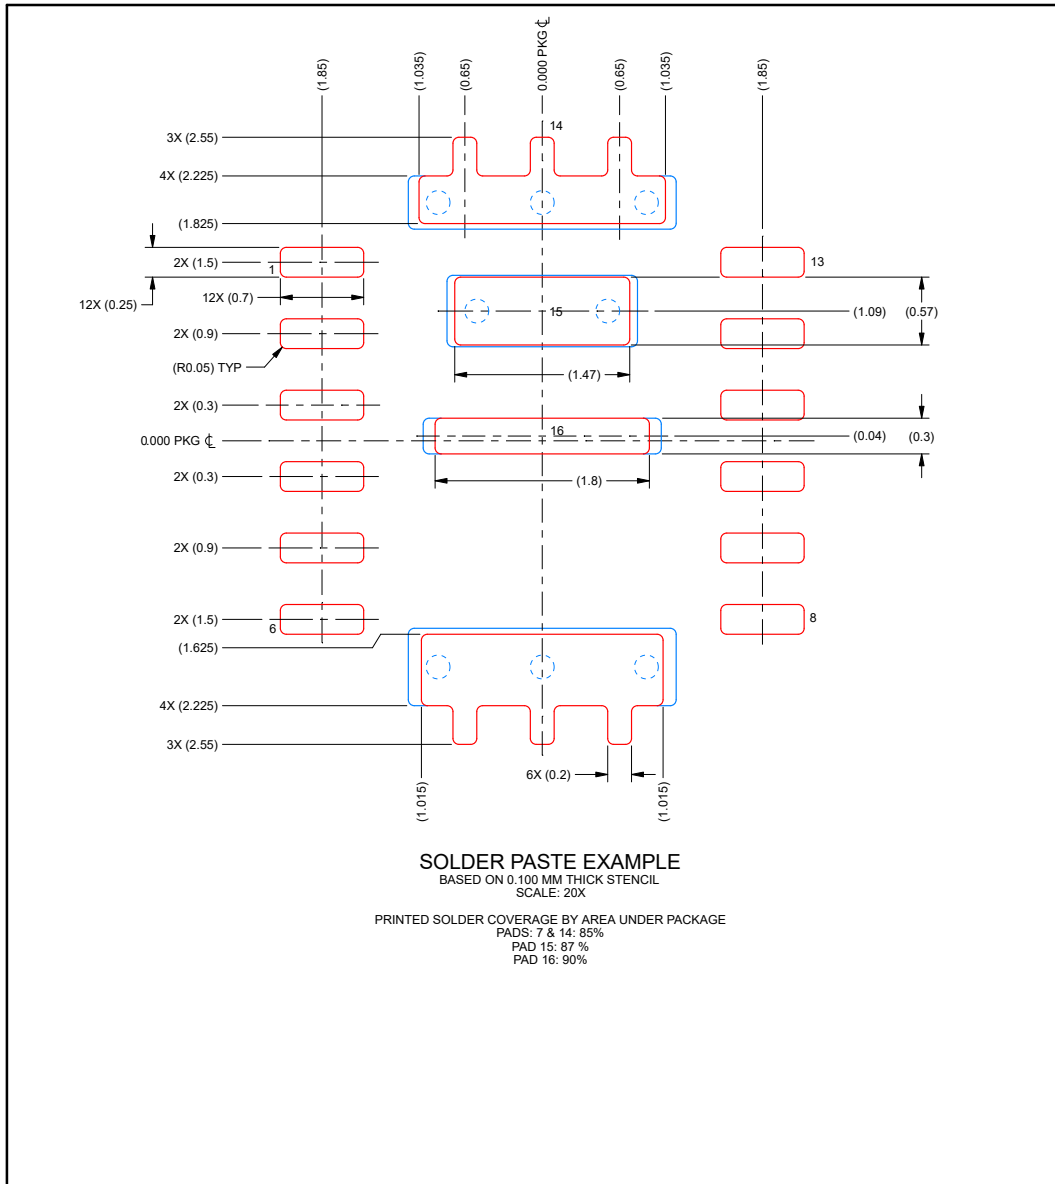 (1.85)
(1.035)
(0.65)
0.000 PKG ℄
(0.65)
(1.035)
(1.85)
3X (2.55)
14
4X (2.225)
(1.825)
2X (1.5)
1
13
12X (0.25)
12X (0.7)
15
(1.09)
(0.57)
2X (0.9)
(R0.05) TYP
(1.47)
2X (0.3)
0.000 PKG ℄
16
(0.04)
(0.3)
2X (0.3)
(1.8)
2X (0.9)
2X (1.5)
6
8
(1.625)
4X (2.225)
3X (2.55)
6X (0.2)
(1.015)
(1.015)
SOLDER PASTE EXAMPLE
BASED ON 0.100 MM THICK STENCIL
SCALE: 20X
PRINTED SOLDER COVERAGE BY AREA UNDER PACKAGE
PADS: 7 & 14: 85%
PAD 15: 87 %
PAD 16: 90%